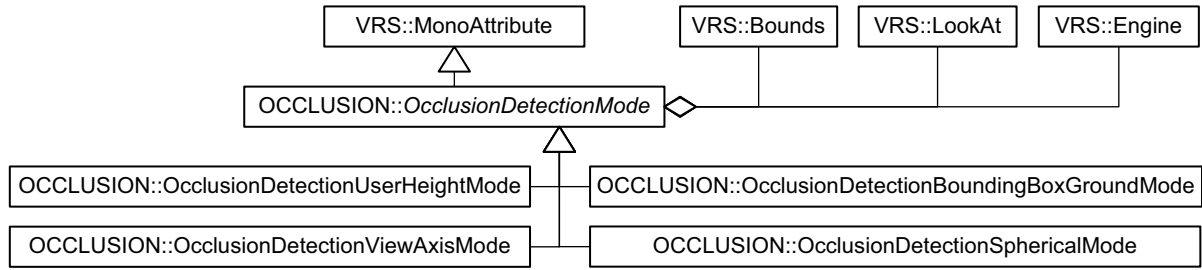 VRS::MonoAttribute
VRS::Bounds
VRS::LookAt
VRS::Engine
OCCLUSION::OcclusionDetectionMode
OCCLUSION::OcclusionDetectionUserHeightMode
OCCLUSION::OcclusionDetectionBoundingBoxGroundMode
OCCLUSION::OcclusionDetectionViewAxisMode
OCCLUSION::OcclusionDetectionSphericalMode